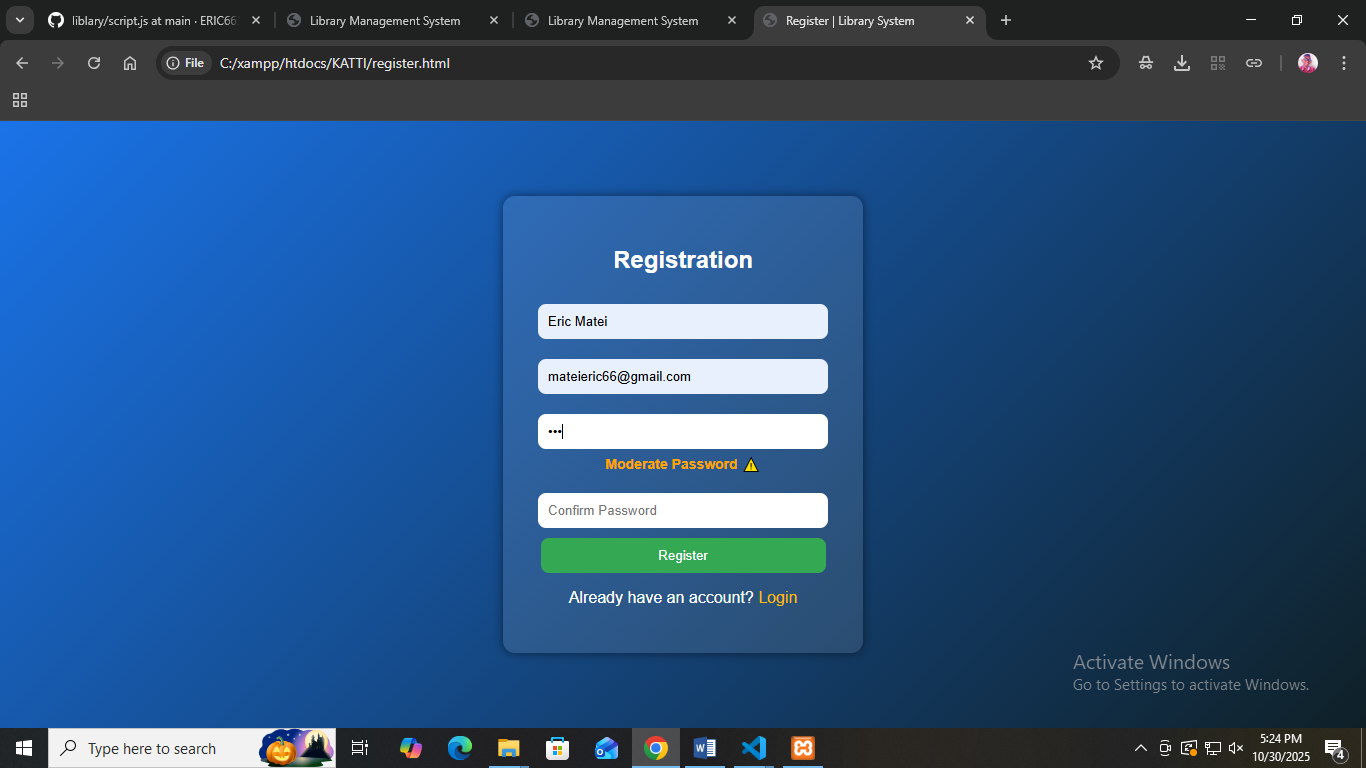 liblary/script.js at main · ERIC66
Library Management System
Library Management System
Register | Library System
File
C:/xampp/htdocs/KATTI/register.html
Registration
Eric Matei
mateieric66@gmail.com
Moderate Password
Confirm Password
Register
Already have an account? Login
Activate Windows
Go to Settings to activate Windows.
Type here to search
5:24 PM
10/30/2025
4